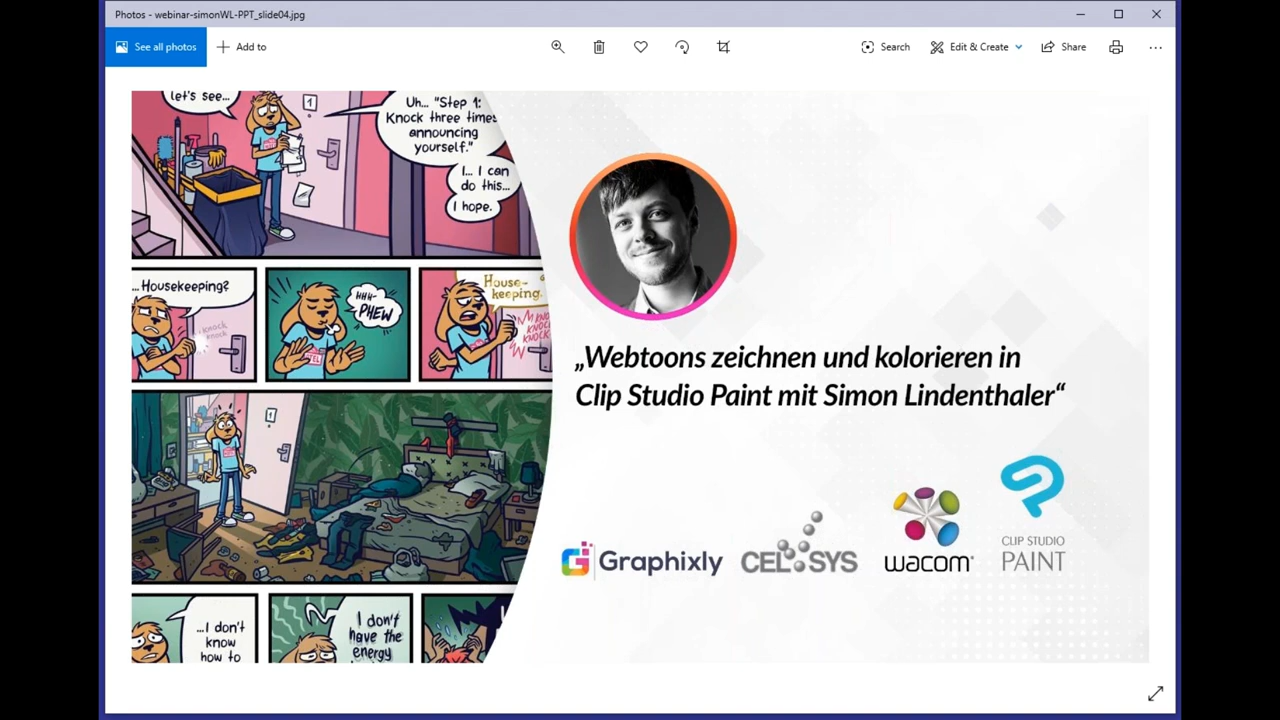 Photos - webinar-simonWL-PPT_slide04.jpg
See all photos
Add to
Search
Edit & Create
Share
let's see...
1
Uh... "Step 1:
Knock three times
announcing
yourself."
I... I can
do this...
I hope.
...Housekeeping?
knock,
knock
HHH-
PHEW
House-
keeping.
KNOCK
KNOCK
KNOCK
1
...I don't
know
how to
I don't
have the
energy
„Webtoons zeichnen und kolorieren in
Clip Studio Paint mit Simon Lindenthaler“
Graphixly
CELSYS
wacom®
CLIP STUDIO
PAINT